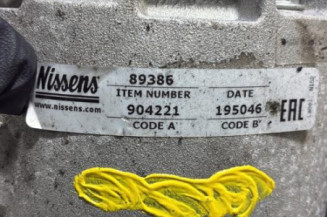 Nissens
www.nissens.com
89386
ITEM NUMBER DATE
904221 195046
CODE A CODE B
EAC